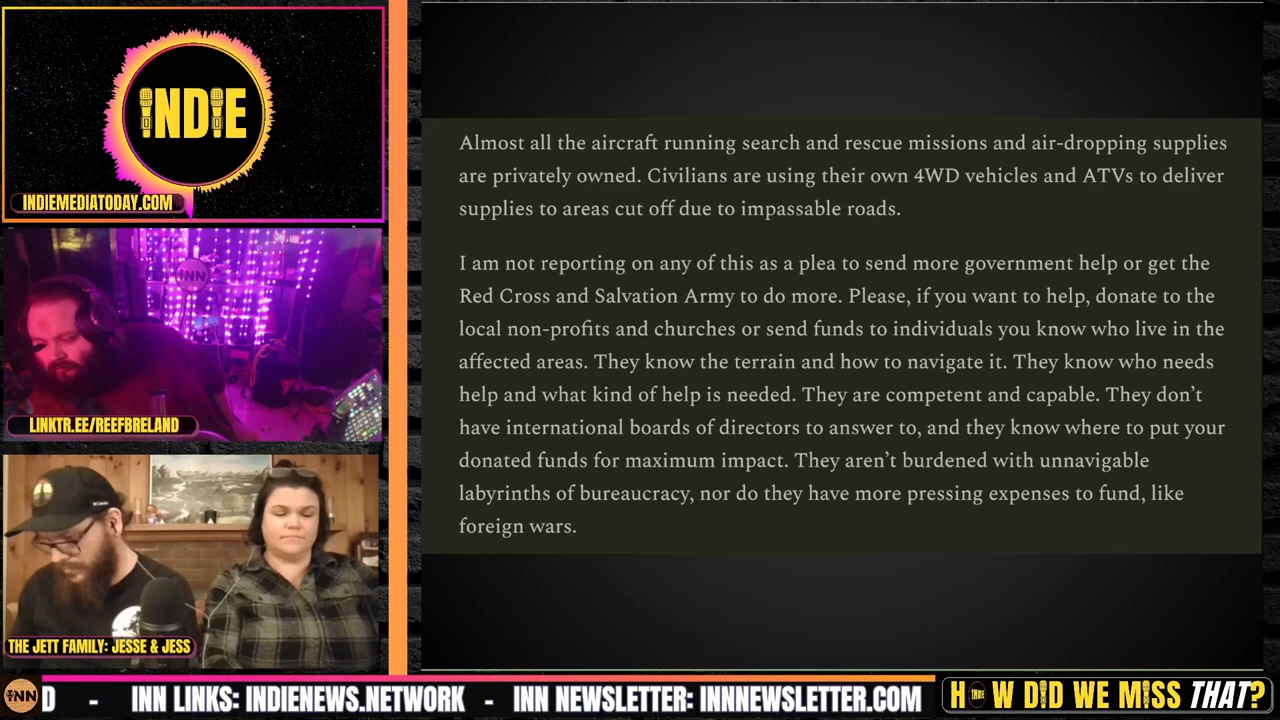 INDIE
INDIEMEDIATODAY.COM
INN
LINKTR.EE/REEFBRELAND
THE JETT FAMILY: JESSE & JESS
Almost all the aircraft running search and rescue missions and air-dropping supplies
are privately owned. Civilians are using their own 4WD vehicles and ATVs to deliver
supplies to areas cut off due to impassable roads.
I am not reporting on any of this as a plea to send more government help or get the
Red Cross and Salvation Army to do more. Please, if you want to help, donate to the
local non-profits and churches or send funds to individuals you know who live in the
affected areas. They know the terrain and how to navigate it. They know who needs
help and what kind of help is needed. They are competent and capable. They don’t
have international boards of directors to answer to, and they know where to put your
donated funds for maximum impact. They aren’t burdened with unnavigable
labyrinths of bureaucracy, nor do they have more pressing expenses to fund, like
foreign wars.
INN
D - INN LINKS: INDIENEWS.NETWORK - INN NEWSLETTER: INNNEWSLETTER.COM
HOW DID WE MISS THAT?